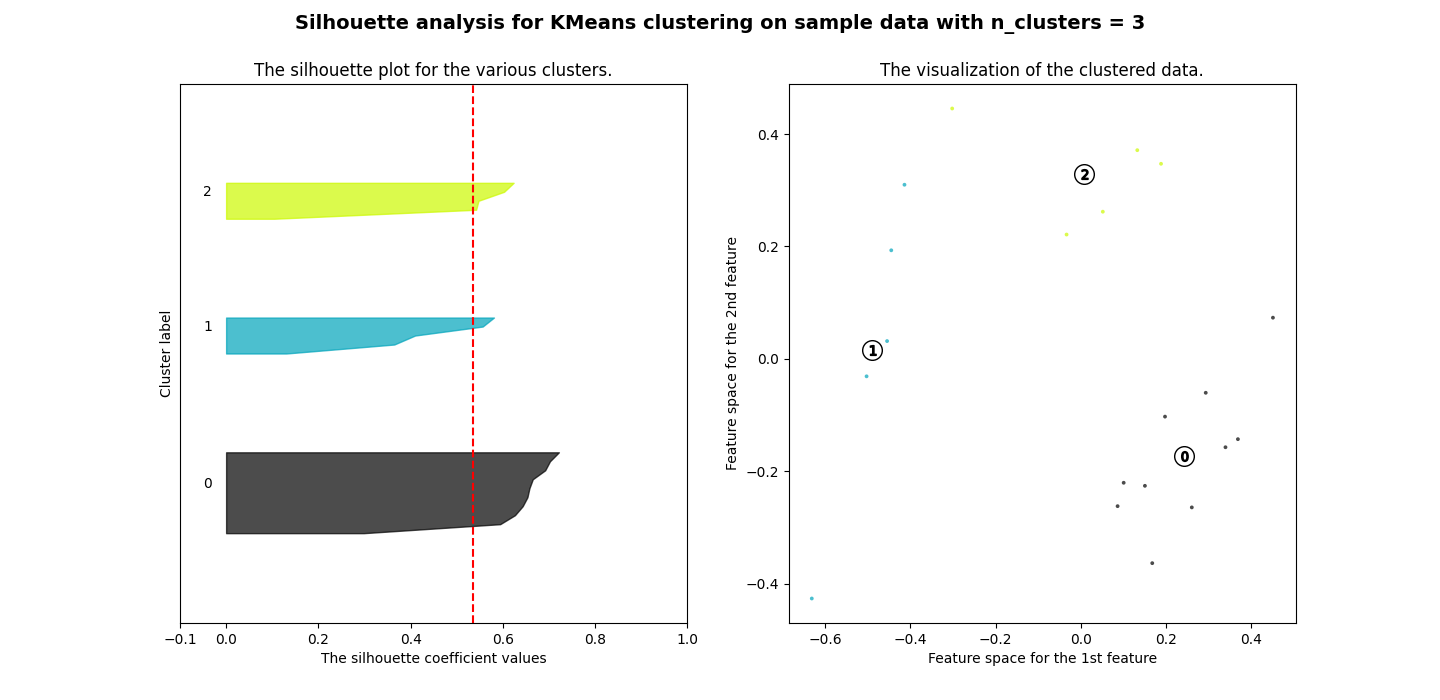 Silhouette analysis for KMeans clustering on sample data with n_clusters = 3
The silhouette plot for the various clusters.
2
1
0
Cluster label
−0.1 0.0 0.2 0.4 0.6 0.8 1.0
The silhouette coefficient values
The visualization of the clustered data.
0.4
0.2
0.0
−0.2
−0.4
Feature space for the 2nd feature
2
1
0
−0.6 −0.4 −0.2 0.0 0.2 0.4
Feature space for the 1st feature